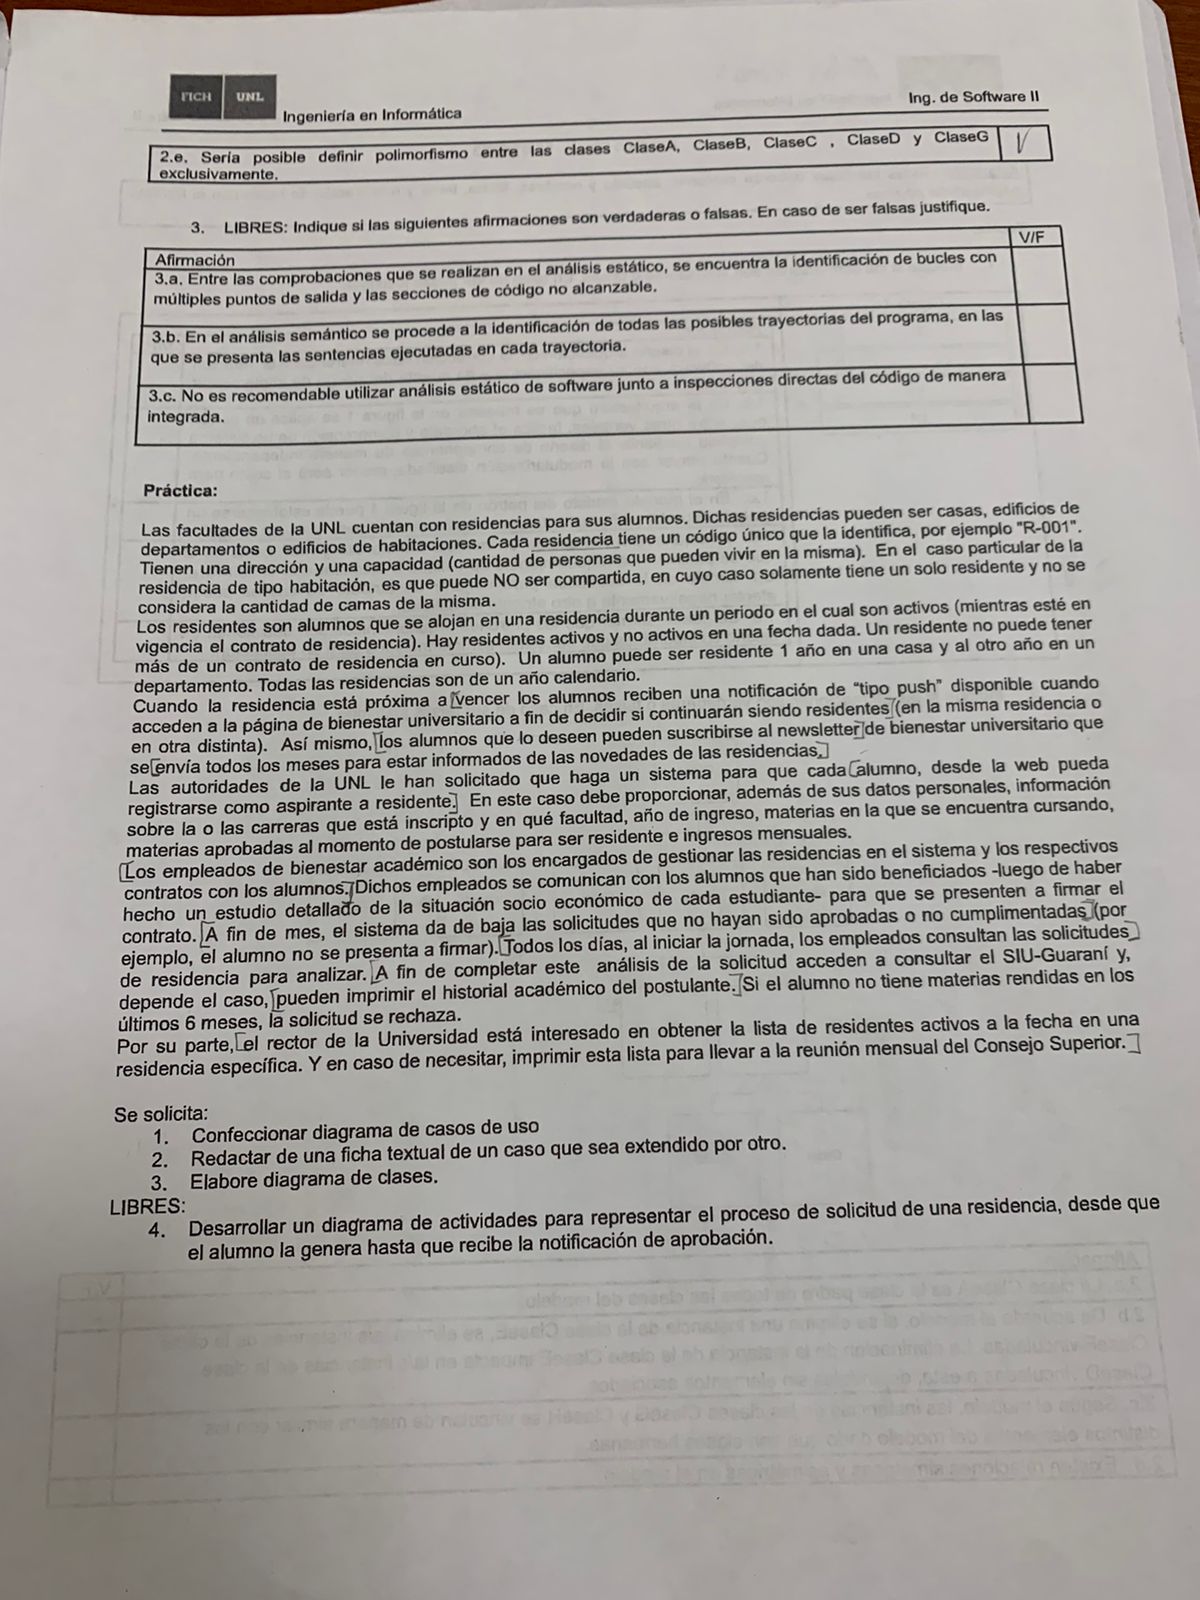 FICH UNL
Ingeniería en Informática
Ing. de Software II
2.e. Sería posible definir polimorfismo entre las clases ClaseA, ClaseB, ClaseC , ClaseD y ClaseG
exclusivamente.
V
3. LIBRES: Indique si las siguientes afirmaciones son verdaderas o falsas. En caso de ser falsas justifique.
Afirmación
V/F
3.a. Entre las comprobaciones que se realizan en el análisis estático, se encuentra la identificación de bucles con
múltiples puntos de salida y las secciones de código no alcanzable.
3.b. En el análisis semántico se procede a la identificación de todas las posibles trayectorias del programa, en las
que se presenta las sentencias ejecutadas en cada trayectoria.
3.c. No es recomendable utilizar análisis estático de software junto a inspecciones directas del código de manera
integrada.
Práctica:
Las facultades de la UNL cuentan con residencias para sus alumnos. Dichas residencias pueden ser casas, edificios de
departamentos o edificios de habitaciones. Cada residencia tiene un código único que la identifica, por ejemplo "R-001".
Tienen una dirección y una capacidad (cantidad de personas que pueden vivir en la misma). En el caso particular de la
residencia de tipo habitación, es que puede NO ser compartida, en cuyo caso solamente tiene un solo residente y no se
considera la cantidad de camas de la misma.
Los residentes son alumnos que se alojan en una residencia durante un periodo en el cual son activos (mientras esté en
vigencia el contrato de residencia). Hay residentes activos y no activos en una fecha dada. Un residente no puede tener
más de un contrato de residencia en curso). Un alumno puede ser residente 1 año en una casa y al otro año en un
departamento. Todas las residencias son de un año calendario.
Cuando la residencia está próxima a [vencer los alumnos reciben una notificación de "tipo push" disponible cuando
acceden a la página de bienestar universitario a fin de decidir si continuarán siendo residentes] (en la misma residencia o
en otra distinta). Así mismo, [los alumnos que lo deseen pueden suscribirse al newsletter] de bienestar universitario que
se [envía todos los meses para estar informados de las novedades de las residencias.]
Las autoridades de la UNL le han solicitado que haga un sistema para que cada [alumno, desde la web pueda
registrarse como aspirante a residente.] En este caso debe proporcionar, además de sus datos personales, información
sobre la o las carreras que está inscripto y en qué facultad, año de ingreso, materias en la que se encuentra cursando,
materias aprobadas al momento de postularse para ser residente e ingresos mensuales.
[Los empleados de bienestar académico son los encargados de gestionar las residencias en el sistema y los respectivos
contratos con los alumnos.] Dichos empleados se comunican con los alumnos que han sido beneficiados -luego de haber
hecho un estudio detallado de la situación socio económico de cada estudiante- para que se presenten a firmar el
contrato. [A fin de mes, el sistema da de baja las solicitudes que no hayan sido aprobadas o no cumplimentadas] (por
ejemplo, el alumno no se presenta a firmar). [Todos los días, al iniciar la jornada, los empleados consultan las solicitudes]
de residencia para analizar. [A fin de completar este análisis de la solicitud acceden a consultar el SIU-Guaraní y,
depende el caso, [pueden imprimir el historial académico del postulante.] Si el alumno no tiene materias rendidas en los
últimos 6 meses, la solicitud se rechaza.
Por su parte, [el rector de la Universidad está interesado en obtener la lista de residentes activos a la fecha en una
residencia específica. Y en caso de necesitar, imprimir esta lista para llevar a la reunión mensual del Consejo Superior.]
Se solicita:
1. Confeccionar diagrama de casos de uso
2. Redactar de una ficha textual de un caso que sea extendido por otro.
3. Elabore diagrama de clases.
LIBRES:
4. Desarrollar un diagrama de actividades para representar el proceso de solicitud de una residencia, desde que
el alumno la genera hasta que recibe la notificación de aprobación.